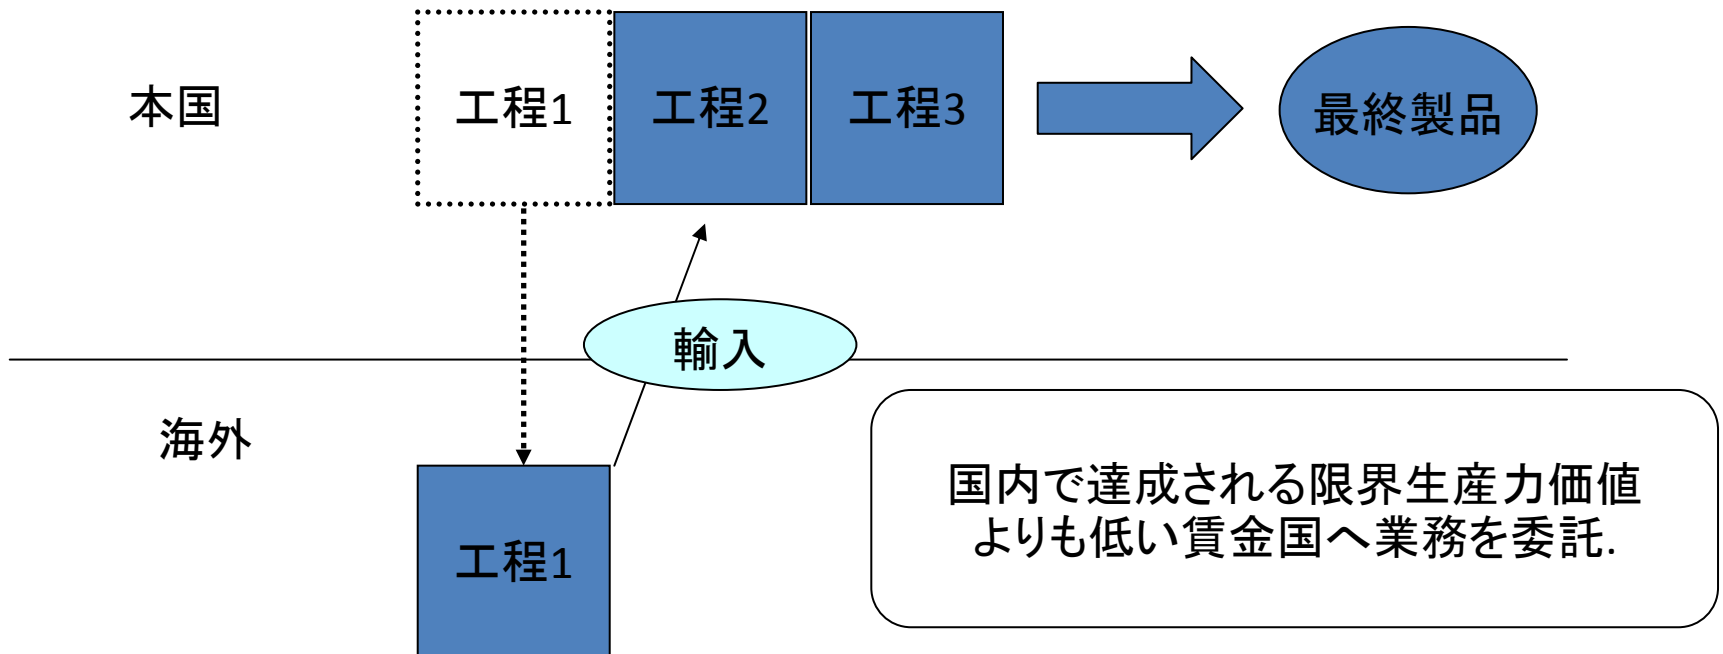 本国
工程1
工程2
工程3
最終製品
輸入
海外
工程1
国内で達成される限界生産力価値
よりも低い賃金国へ業務を委託.